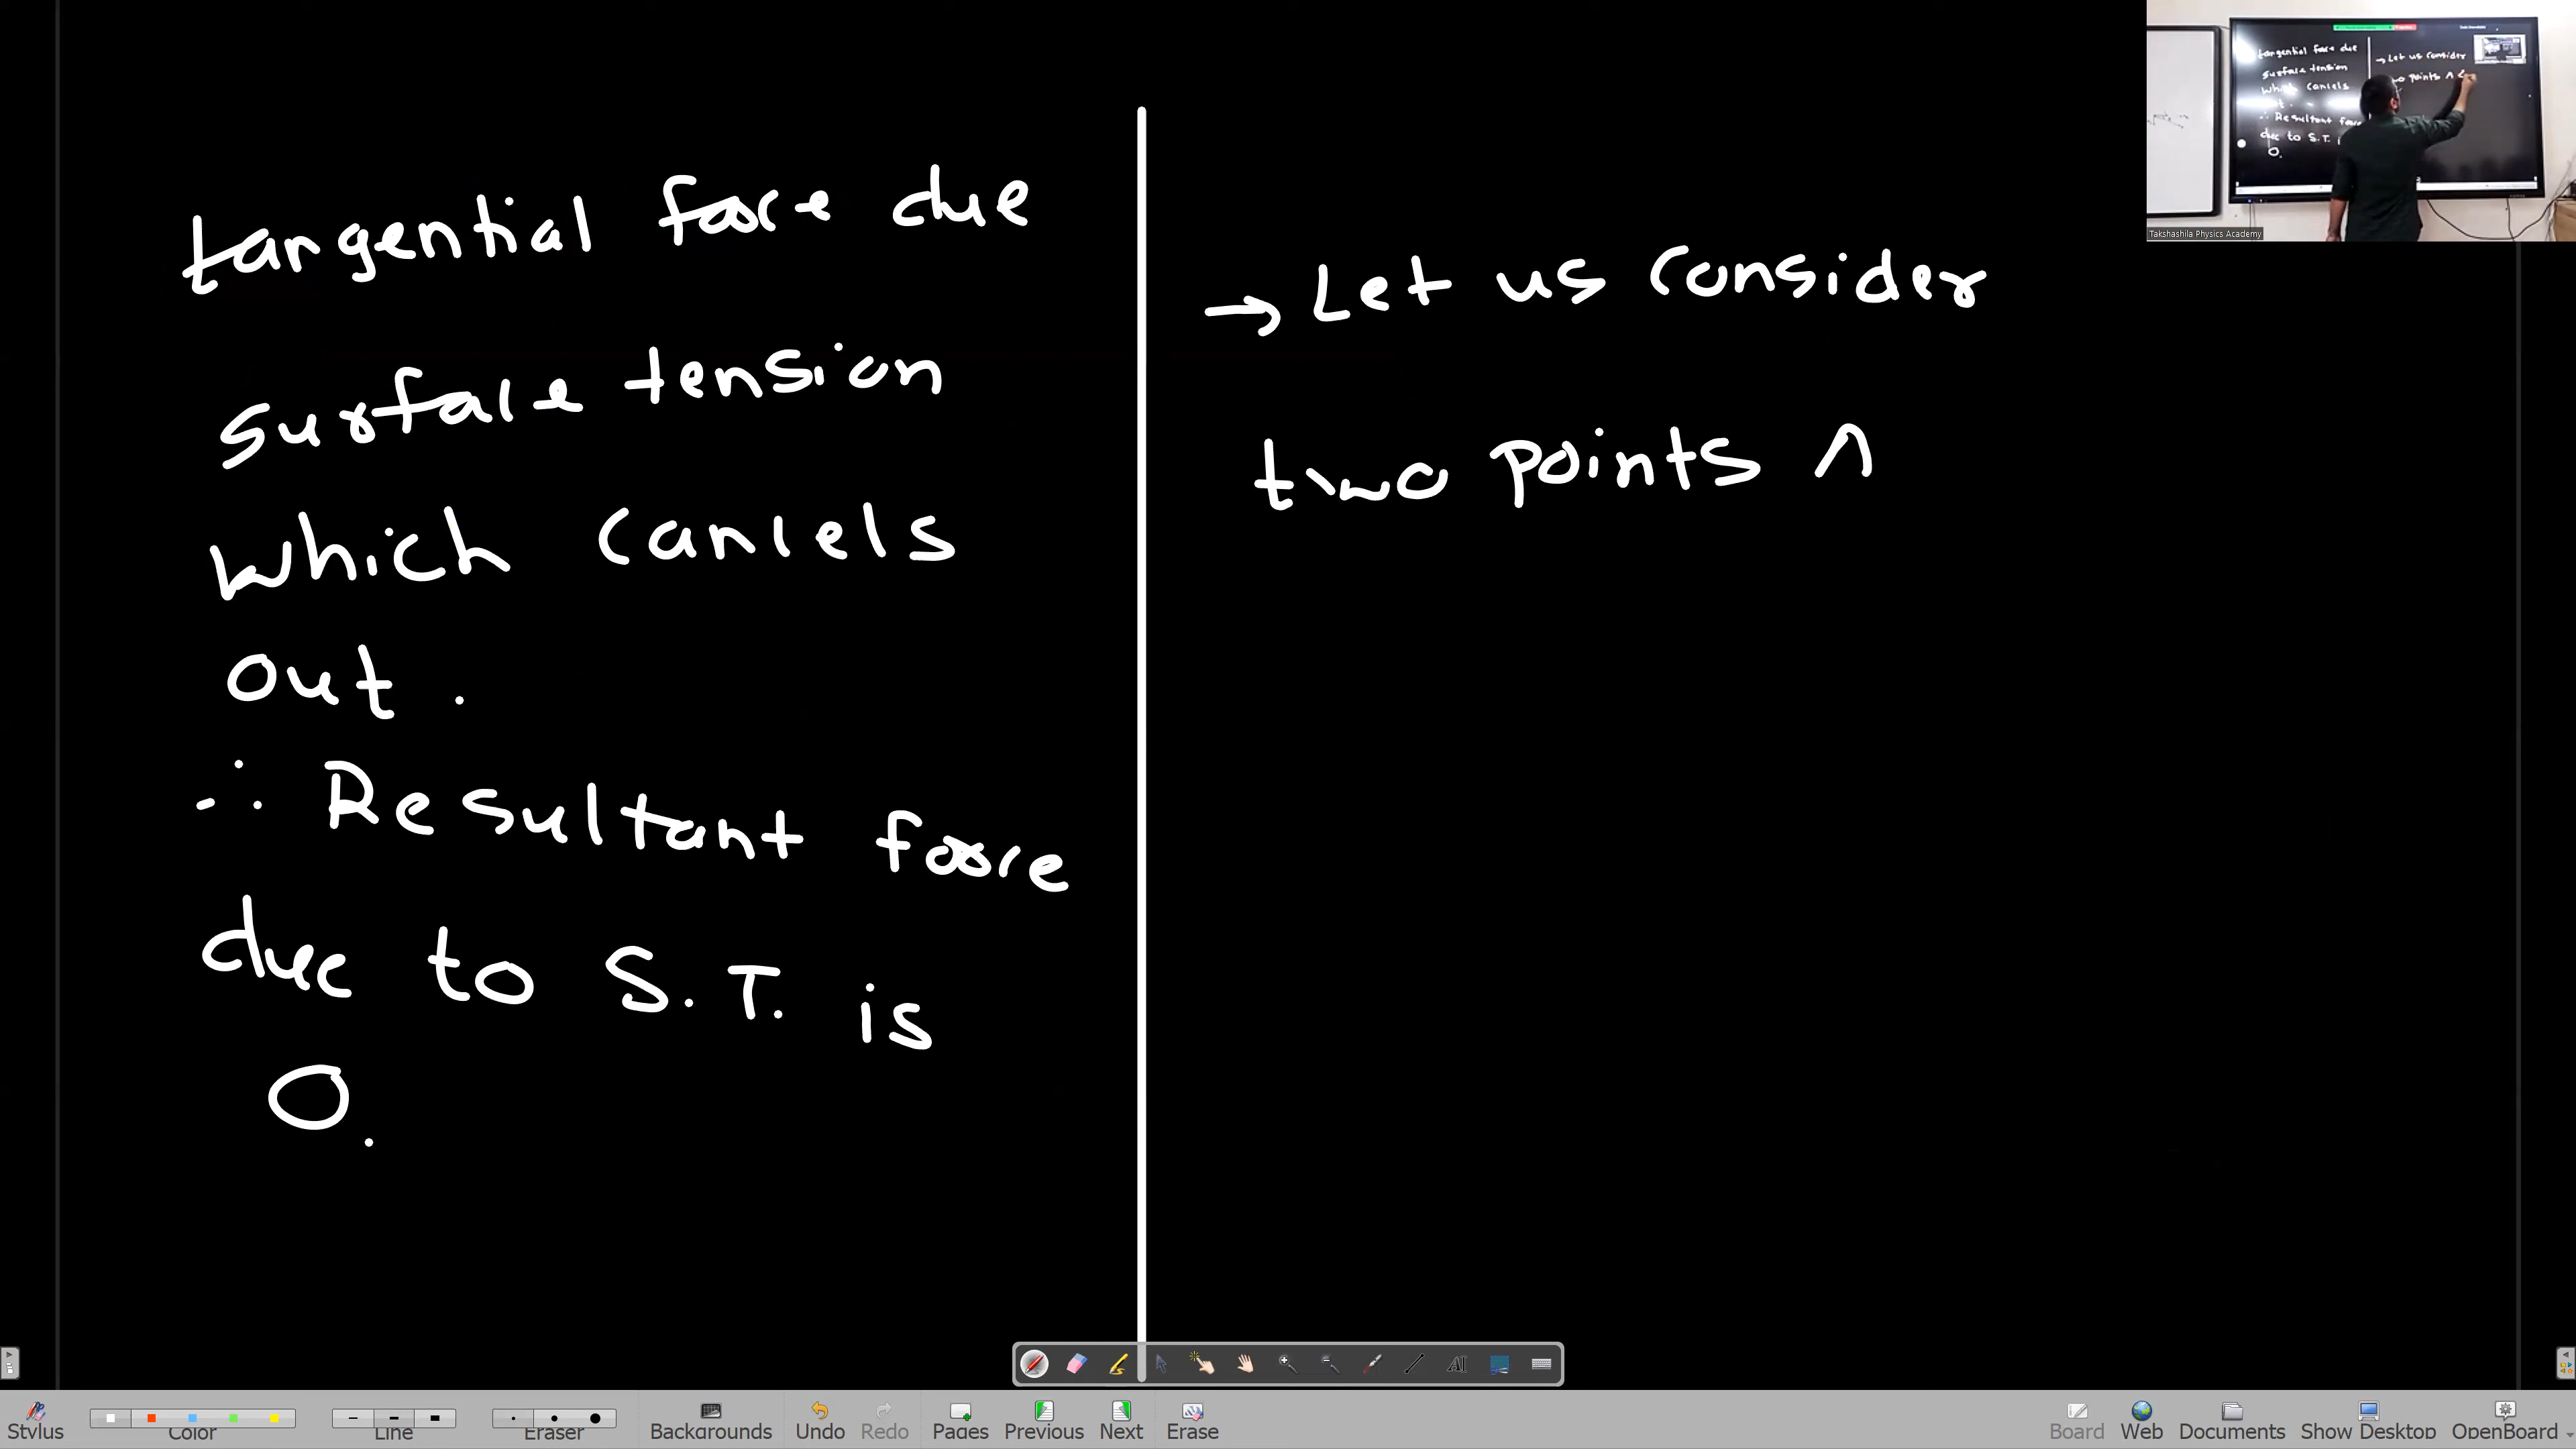 tangential force due
surface tension
which cancels
out .
∴ Resultant force
due to S.T. is
0.
→ Let us consider
two points A
Takshashila Physics Academy
Stylus
Color
Line
Eraser
Backgrounds
Undo
Redo
Pages
Previous
Next
Erase
Board
Web
Documents
Show Desktop
OpenBoard